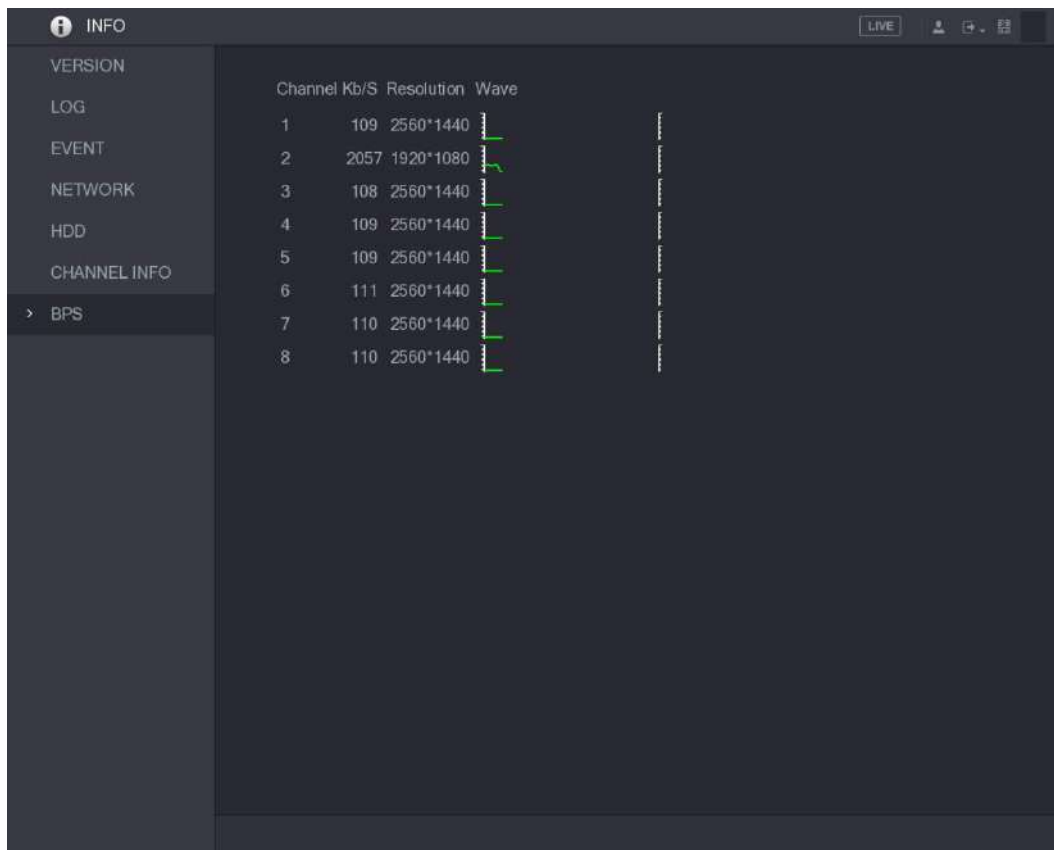 INFO
LIVE
VERSION
LOG
EVENT
NETWORK
HDD
CHANNEL INFO
> BPS
Channel Kb/S Resolution Wave
1 109 2560*1440
2 2057 1920*1080
3 108 2560*1440
4 109 2560*1440
5 109 2560*1440
6 111 2560*1440
7 110 2560*1440
8 110 2560*1440